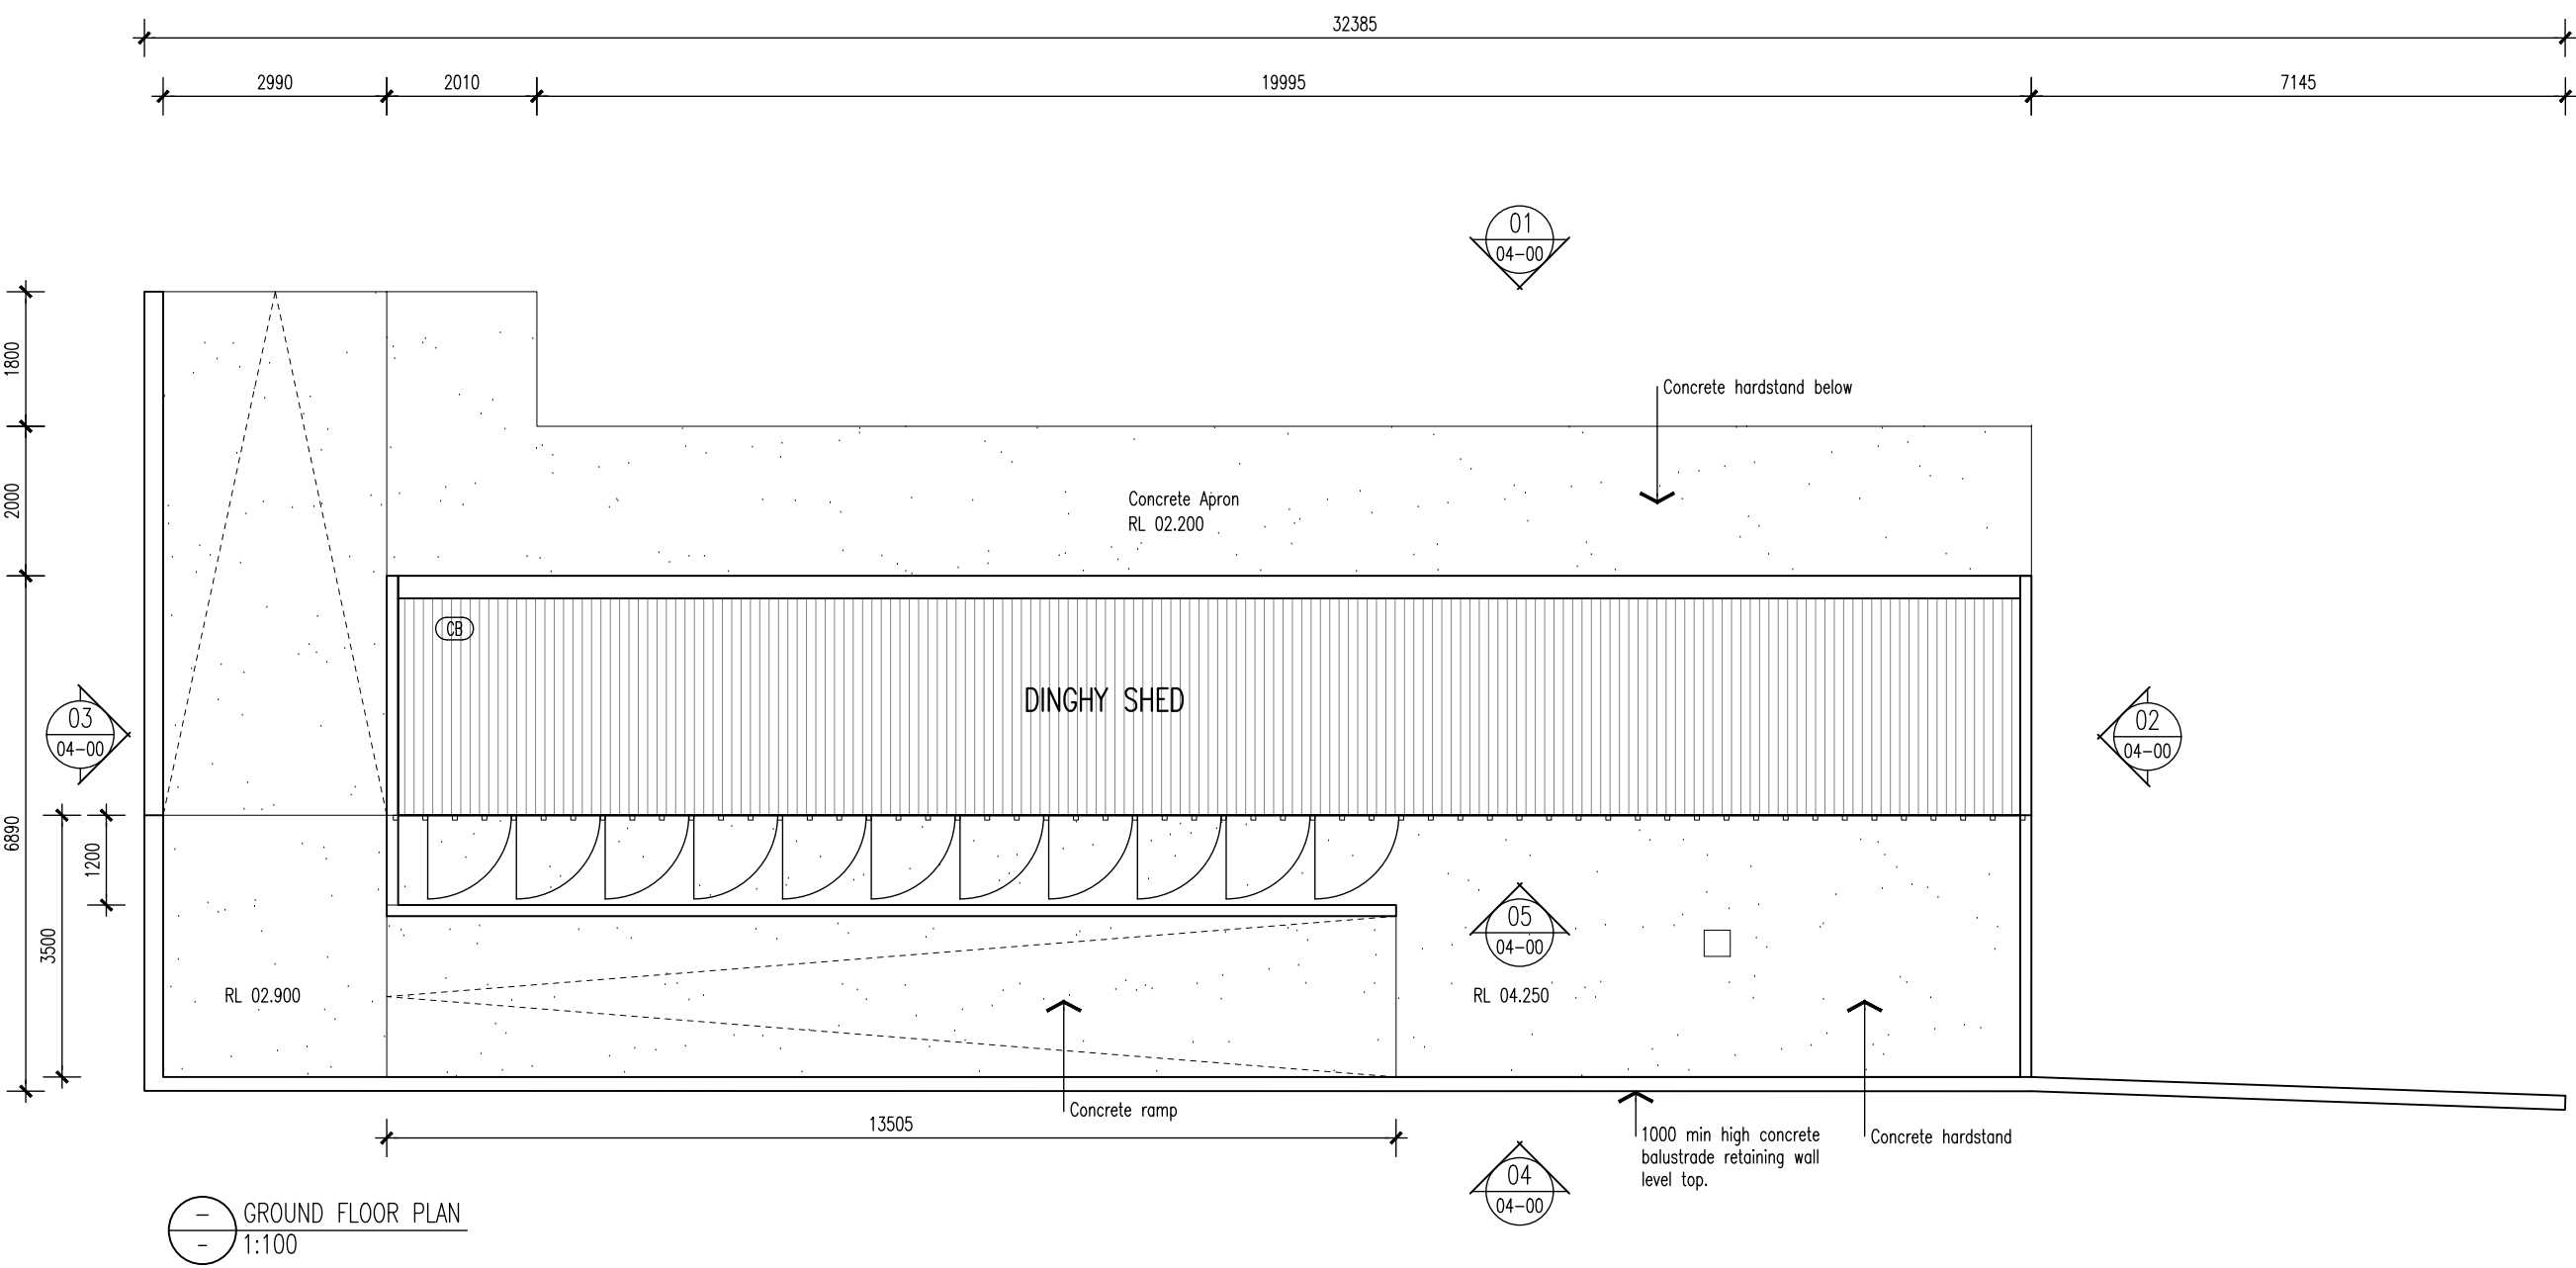 32385
2990
2010
19995
7145
01
04-00
1800
Concrete hardstand below
2000
Concrete Apron
RL 02.200
CB
DINGHY SHED
03
04-00
02
04-00
6890
1200
3500
05
04-00
RL 02.900
RL 04.250
Concrete ramp
13505
1000 min high concrete
balustrade retaining wall
level top.
Concrete hardstand
04
04-00
-
-
GROUND FLOOR PLAN
1:100